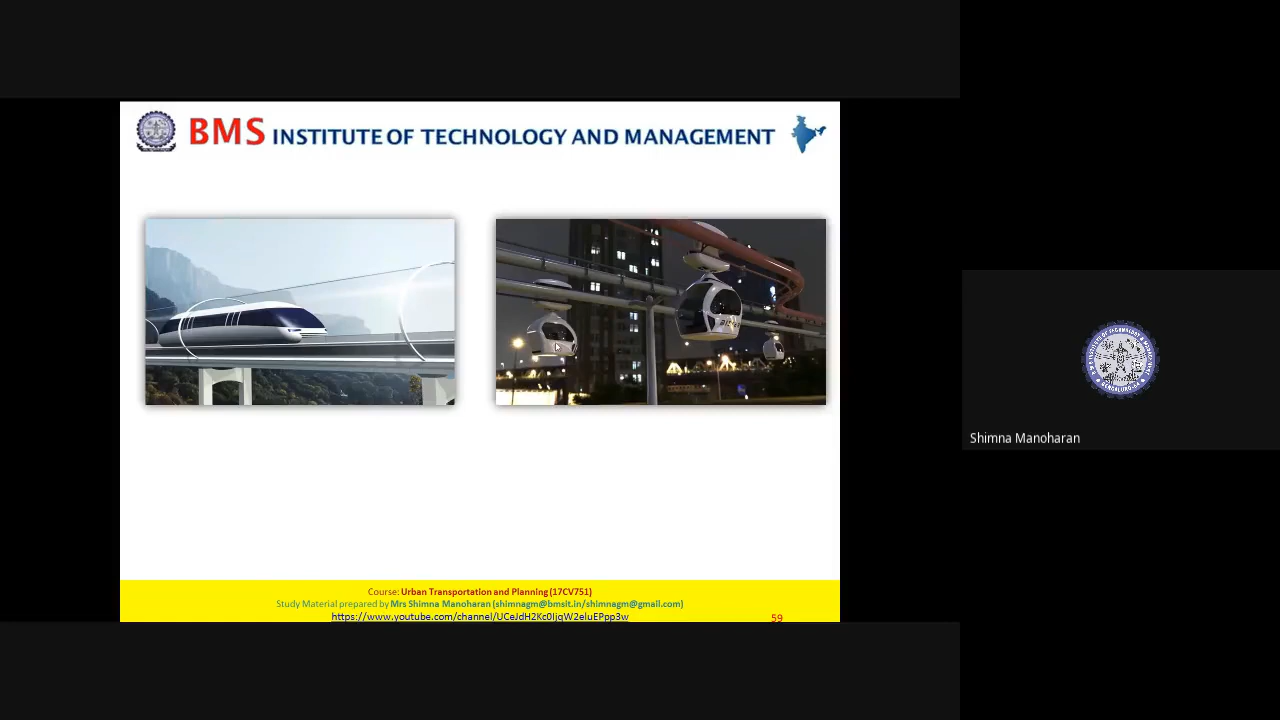 BMS INSTITUTE OF TECHNOLOGY AND MANAGEMENT
Course: Urban Transportation and Planning (17CV751)
Study Material prepared by Mrs Shimna Manoharan (shimnagm@bmsit.in/shimnagm@gmail.com)
https://www.youtube.com/channel/UCeJdH2Kc0IjqW2eluEPpp3w
59
Shimna Manoharan